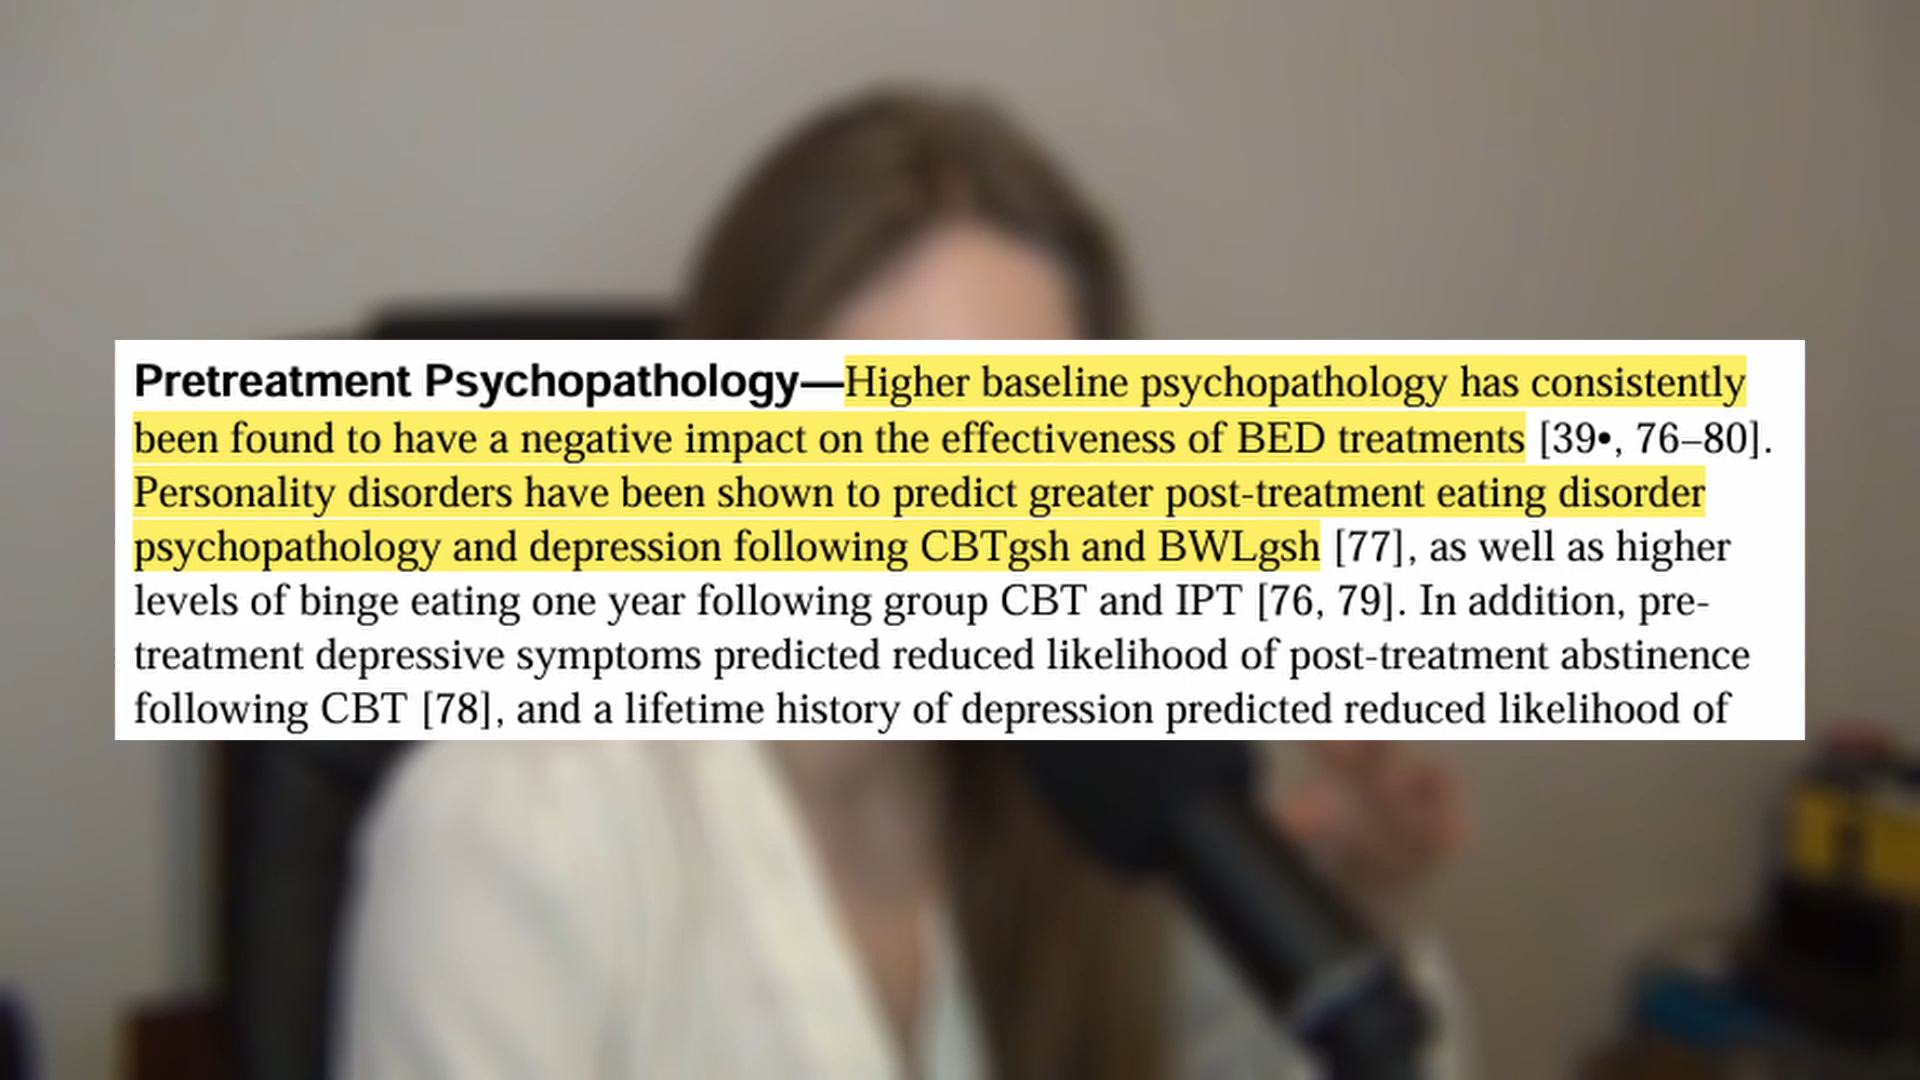 Pretreatment Psychopathology—Higher baseline psychopathology has consistently
been found to have a negative impact on the effectiveness of BED treatments [39•, 76–80].
Personality disorders have been shown to predict greater post-treatment eating disorder
psychopathology and depression following CBTgsh and BWLgsh [77], as well as higher
levels of binge eating one year following group CBT and IPT [76, 79]. In addition, pre-
treatment depressive symptoms predicted reduced likelihood of post-treatment abstinence
following CBT [78], and a lifetime history of depression predicted reduced likelihood of